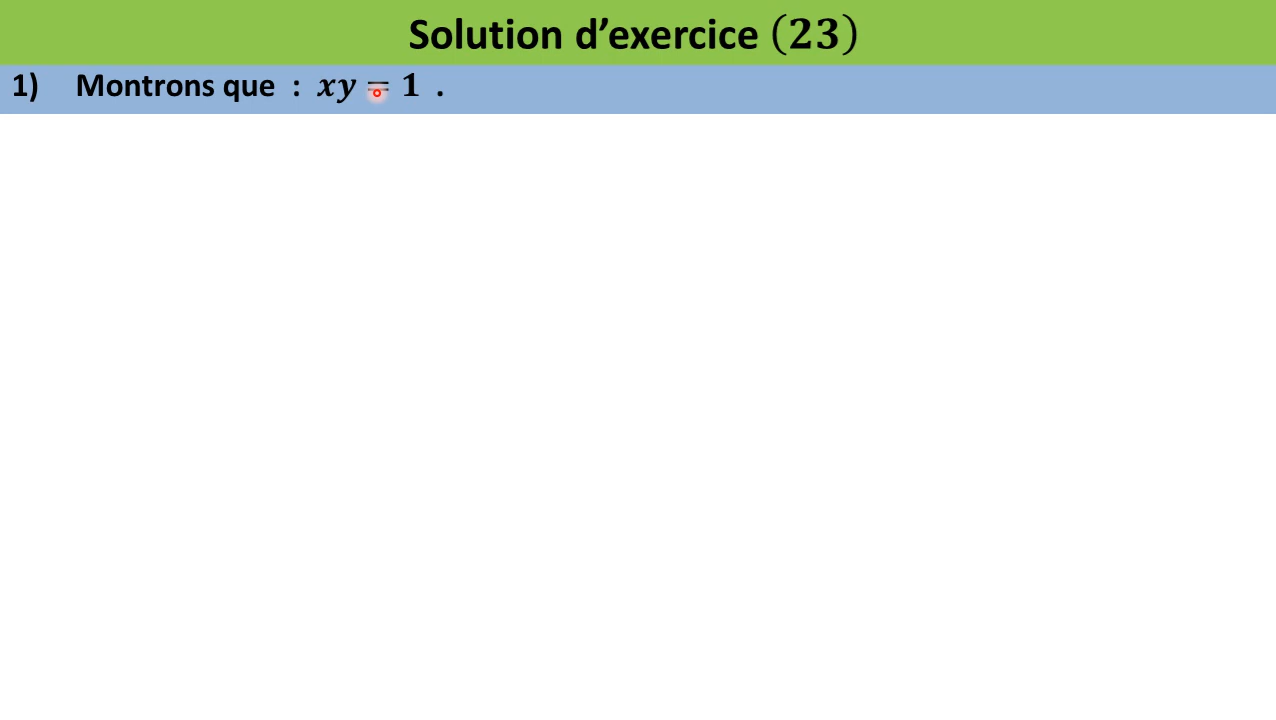 Solution d’exercice (23)
1) Montrons que : xy = 1 .